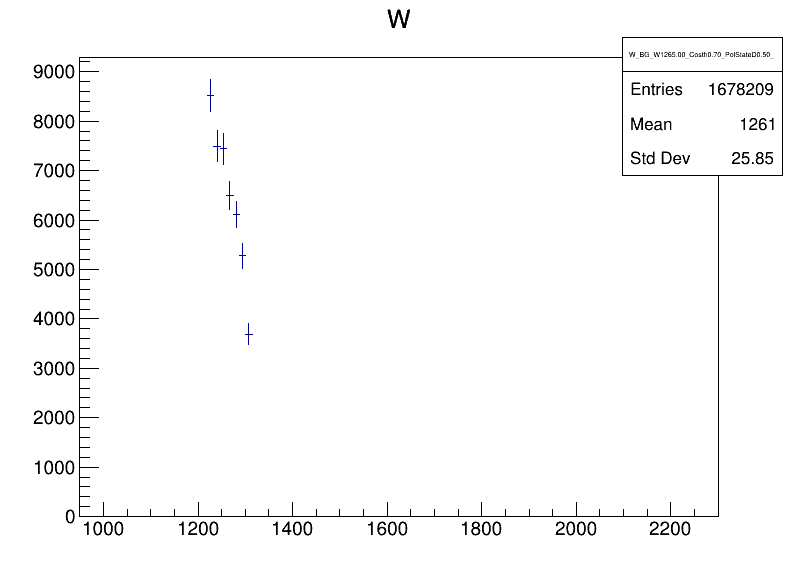 W
W_BG_W1265.00_Costh0.70_PolStateD0.50_
Entries 1678209
Mean 1261
Std Dev 25.85
9000
8000
7000
6000
5000
4000
3000
2000
1000
0
1000 1200 1400 1600 1800 2000 2200